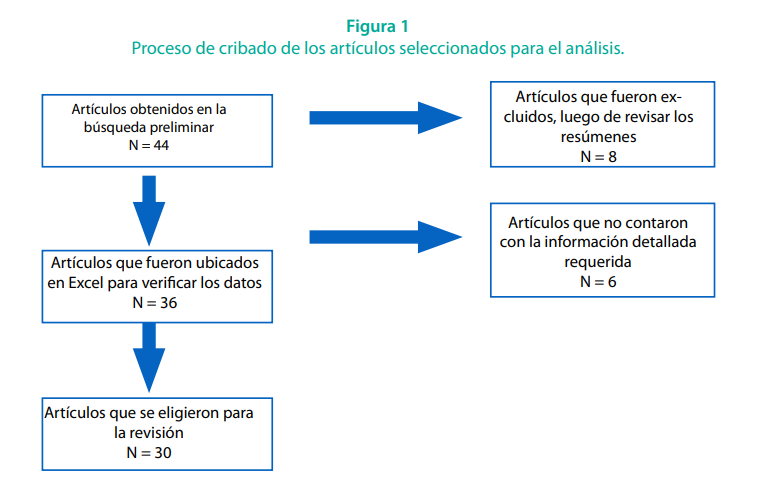 Figura 1
Proceso de cribado de los artículos seleccionados para el análisis.
Artículos obtenidos en la
búsqueda preliminar
N = 44
Artículos que fueron ex-
cluidos, luego de revisar los
resúmenes
N = 8
Artículos que no contaron
con la información detallada
requerida
N = 6
Artículos que fueron ubicados
en Excel para verificar los datos
N = 36
Artículos que se eligieron para
la revisión
N = 30